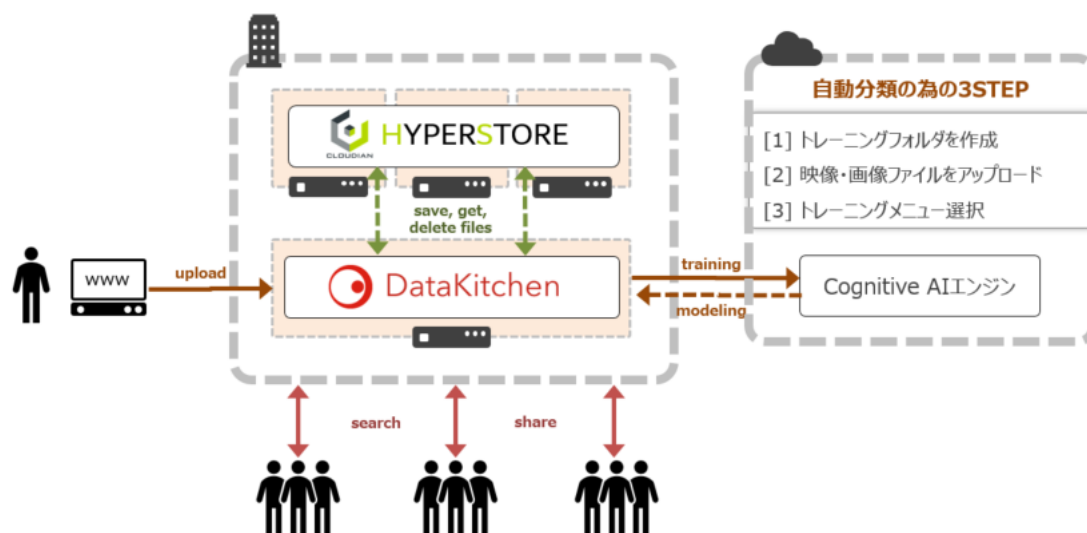 自動分類の為の3STEP
[1] トレーニングフォルダを作成
[2] 映像・画像ファイルをアップロード
[3] トレーニングメニュー選択
CLOUDIAN
HYPERSTORE
save, get,
delete files
www
upload
DataKitchen
training
modeling
Cognitive AIエンジン
search
share